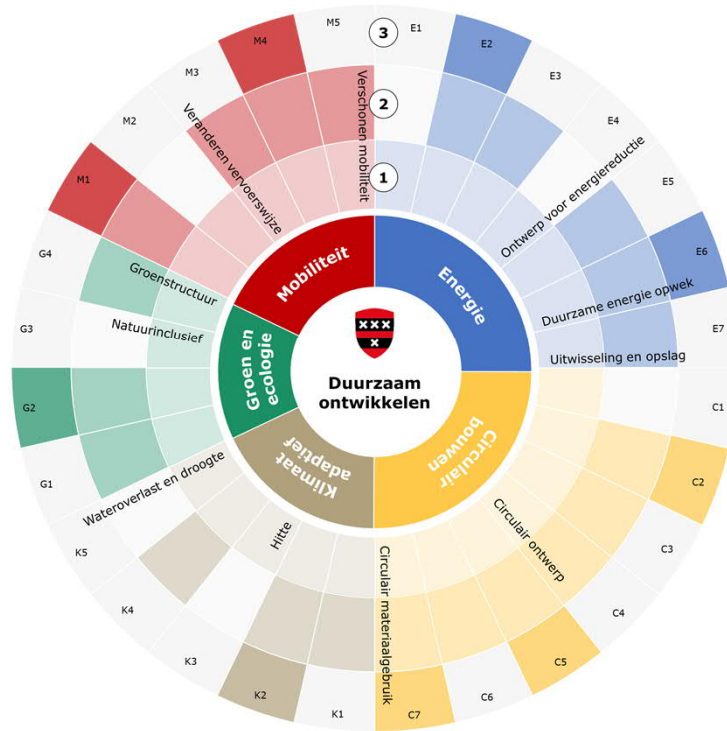 3
2
1
E1
E2
E3
E4
E5
E6
E7
C1
C2
C3
C4
C5
C6
C7
K1
K2
K3
K4
K5
G1
G2
G3
G4
M1
M2
M3
M4
M5
Verschonen mobiliteit
Veranderen vervoerswijze
Ontwerp voor energiereductie
Duurzame energie opwek
Uitwisseling en opslag
Circulair ontwerp
Circulair materiaalgebruik
Hitte
Wateroverlast en droogte
Natuurinclusief
Groenstructuur
Mobiliteit
Energie
Circulair
bouwen
Klimaat
adaptief
Groen en
ecologie
Duurzaam
ontwikkelen